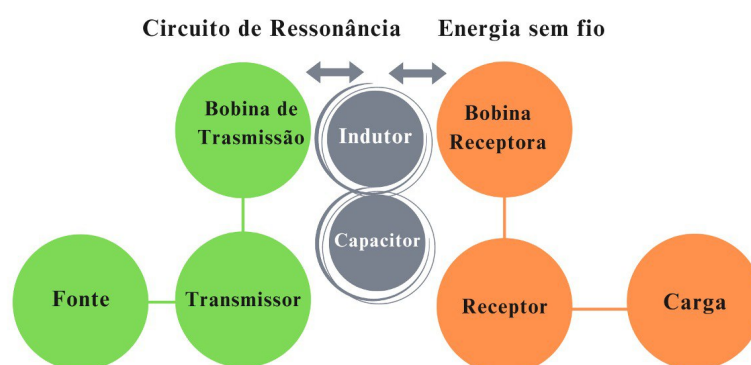 Circuito de Ressonância
Energia sem fio
Bobina de
Trasmissão
Indutor
Bobina
Receptora
Capacitor
Fonte
Transmissor
Receptor
Carga